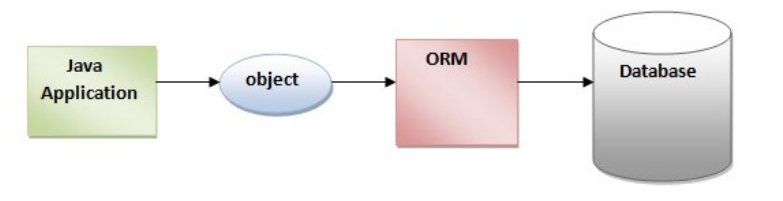 Java
Application
object
ORM
Database